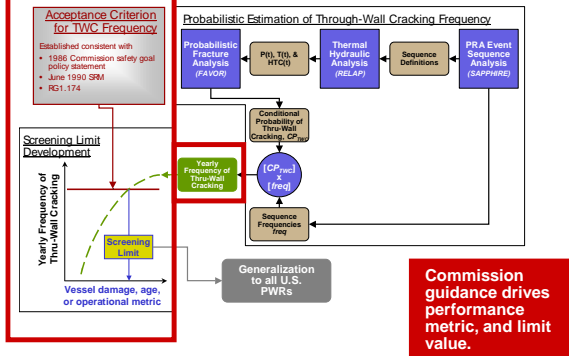 Acceptance Criterion
for TWC Frequency
Established consistent with
• 1986 Commission safety goal
policy statement
• June 1990 SRM
• RG1.174
Probabilistic Estimation of Through-Wall Cracking Frequency
Probabilistic
Fracture
Analysis
(FAVOR)
P(t), T(t), &
HTC(t)
Thermal
Hydraulic
Analysis
(RELAP)
Sequence
Definitions
PRA Event
Sequence
Analysis
(SAPPHIRE)
Conditional
Probability of
Thru-Wall
Cracking, CPTWC
[CPTWC]
x
[freq]
Sequence
Frequencies
freq
Yearly
Frequency of
Thru-Wall
Cracking
Screening Limit
Development
Yearly Frequency of
Thru-Wall Cracking
Screening
Limit
Vessel damage, age,
or operational metric
Generalization
to all U.S.
PWRs
Commission
guidance drives
performance
metric, and limit
value.